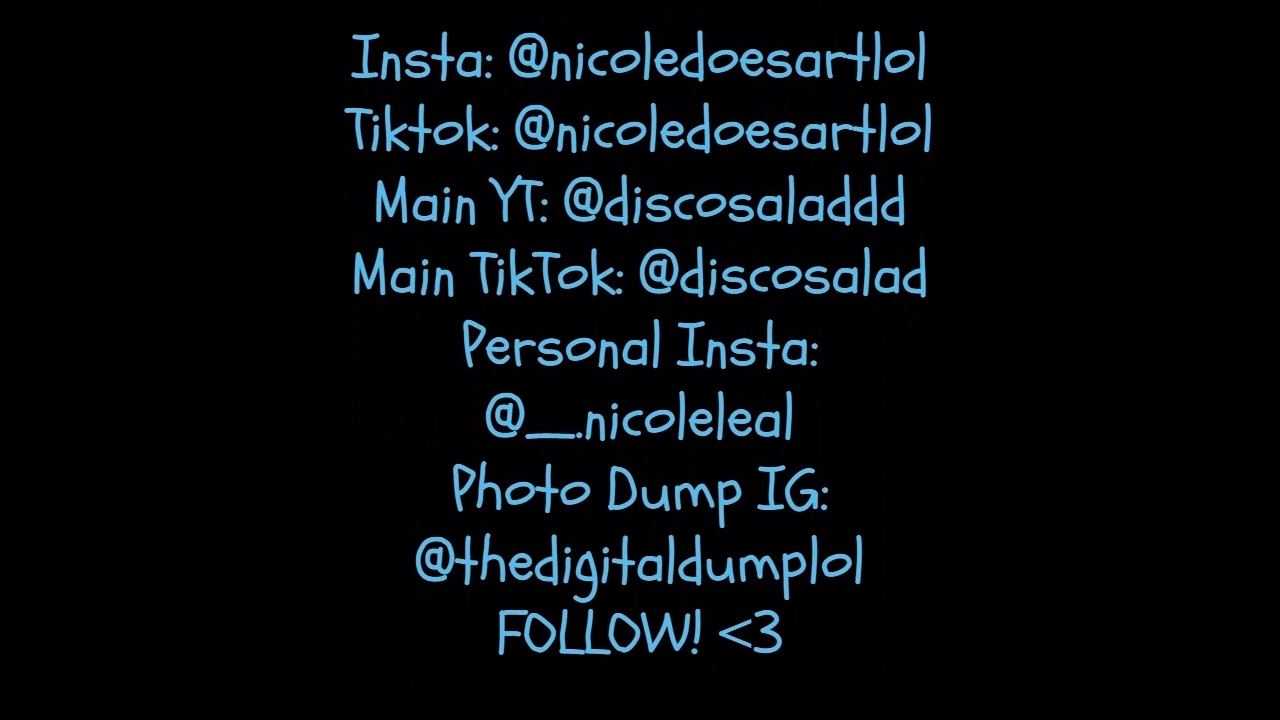 Insta: @nicoledoesartlol
Tiktok: @nicoledoesartlol
Main YT: @discosaladdd
Main TikTok: @discosalad
Personal Insta:
@__.nicoleleal
Photo Dump IG:
@thedigitaldumplol
FOLLOW! <3